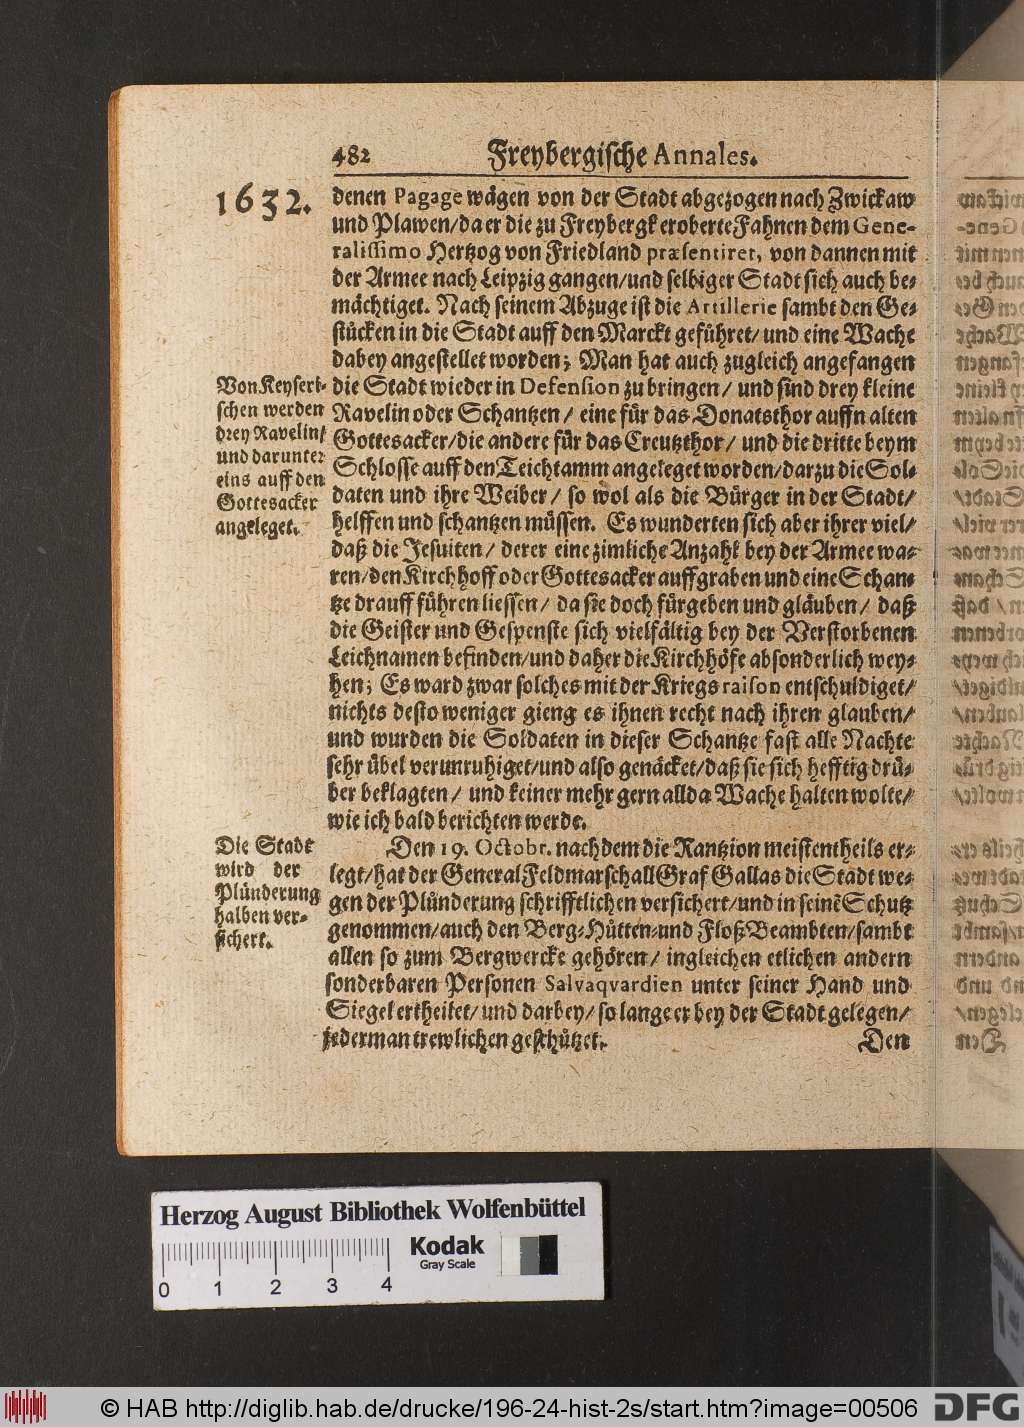 482 Freybergische Annales.
1632.
denen Pagage wägen von der Stadt abgezogen nach Zwickaw
und Plawen/da er die zu Freybergk eroberte Fahnen dem Gene-
ralissimo Hertzog von Friedland præsentiret, von dannen mit
der Armee nach Leipzig gangen/und selbiger Stadt sich auch be-
mächtiget. Nach seinem Abzuge ist die Artillerie sambt den Ge-
stücken in die Stadt auff den Marckt geführet/ und eine Wache
dabey angestellet worden; Man hat auch zugleich angefangen
die Stadt wieder in Defension zu bringen/ und sind drey kleine
Ravelin oder Schantzen/ eine für das Donatsthor auffn alten
Gottesacker/die andere für das Creutzthor/ und die dritte beym
Schlosse auff den Teichtamm angeleget worden/darzu die Sol-
daten und ihre Weiber/ so wol als die Bürger in der Stadt/
helffen und schantzen müssen. Es wunderten sich aber ihrer viel/
daß die Jesuiten/ derer eine zimliche Anzahl bey der Armee wa-
ren/den Kirchhoff oder Gottesacker auffgraben und eine Schan-
tze drauff führen liessen/ da sie doch fürgeben und gläuben/ daß
die Geister und Gespenste sich vielfältig bey der Verstorbenen
Leichnamen befinden/und daher die Kirchhöfe absonderlich wey-
hen; Es ward zwar solches mit der Kriegs raison entschuldiget/
nichts desto weniger gieng es ihnen recht nach ihren glauben/
und wurden die Soldaten in dieser Schantze fast alle Nachte
sehr übel verunruhiget/und also genäcket/daß sie sich hefftig drü-
ber beklagten/ und keiner mehr gern allda Wache halten wolte/
wie ich bald berichten werde.
Von Keyseri-
schen werden
drey Ravelin/
und darunter
eins auff den
Gottesacker
angeleget.
Den 19. Octobr. nachdem die Rantzion meistentheils er-
legt/hat der General Feldmarschall Graf Gallas die Stadt we-
gen der Plünderung schrifftlichen versichert/und in seinē Schutz
genommen/auch den Berg-Hütten-und Floß Beambten/sambt
allen so zum Bergwercke gehören/ ingleichen etlichen andern
sonderbaren Personen Salvaqvardien unter seiner Hand und
Siegel ertheilet/ und darbey/ so lange er bey der Stadt gelegen/
jederman trewlichen geschützet.
Die Stadt
wird der
Plünderung
halben ver-
sichert.
Den
Herzog August Bibliothek Wolfenbüttel
Kodak
Gray Scale
0 1 2 3 4
© HAB http://diglib.hab.de/drucke/196-24-hist-2s/start.htm?image=00506
DFG